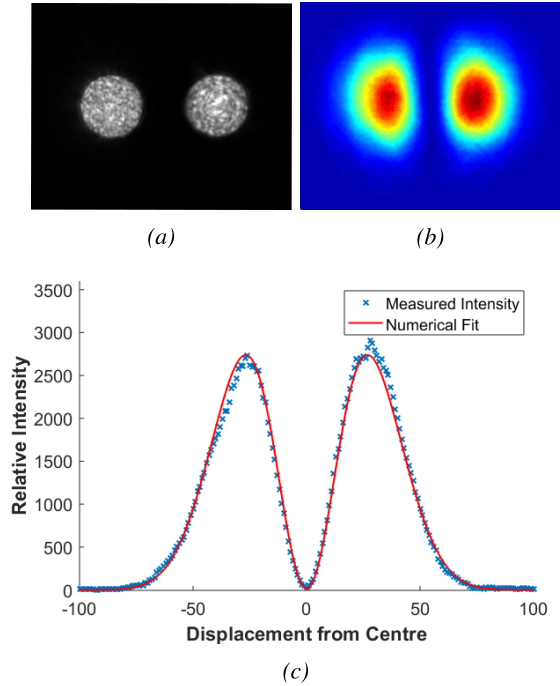 (a)
(b)
3500
3000
2500
2000
1500
1000
500
0
Relative Intensity
Measured Intensity
Numerical Fit
-100
-50
0
50
100
Displacement from Centre
(c)